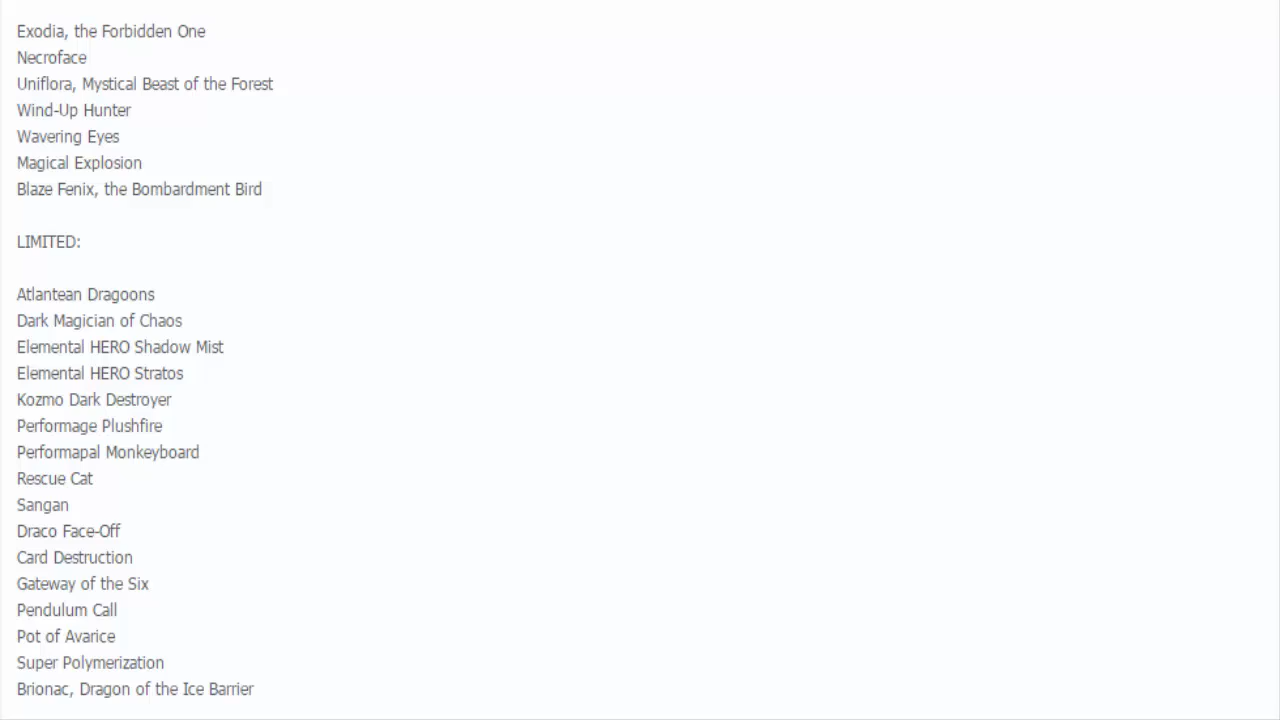 Exodia, the Forbidden One
Necroface
Uniflora, Mystical Beast of the Forest
Wind-Up Hunter
Wavering Eyes
Magical Explosion
Blaze Fenix, the Bombardment Bird
LIMITED:
Atlantean Dragoons
Dark Magician of Chaos
Elemental HERO Shadow Mist
Elemental HERO Stratos
Kozmo Dark Destroyer
Performage Plushfire
Performapal Monkeyboard
Rescue Cat
Sangan
Draco Face-Off
Card Destruction
Gateway of the Six
Pendulum Call
Pot of Avarice
Super Polymerization
Brionac, Dragon of the Ice Barrier